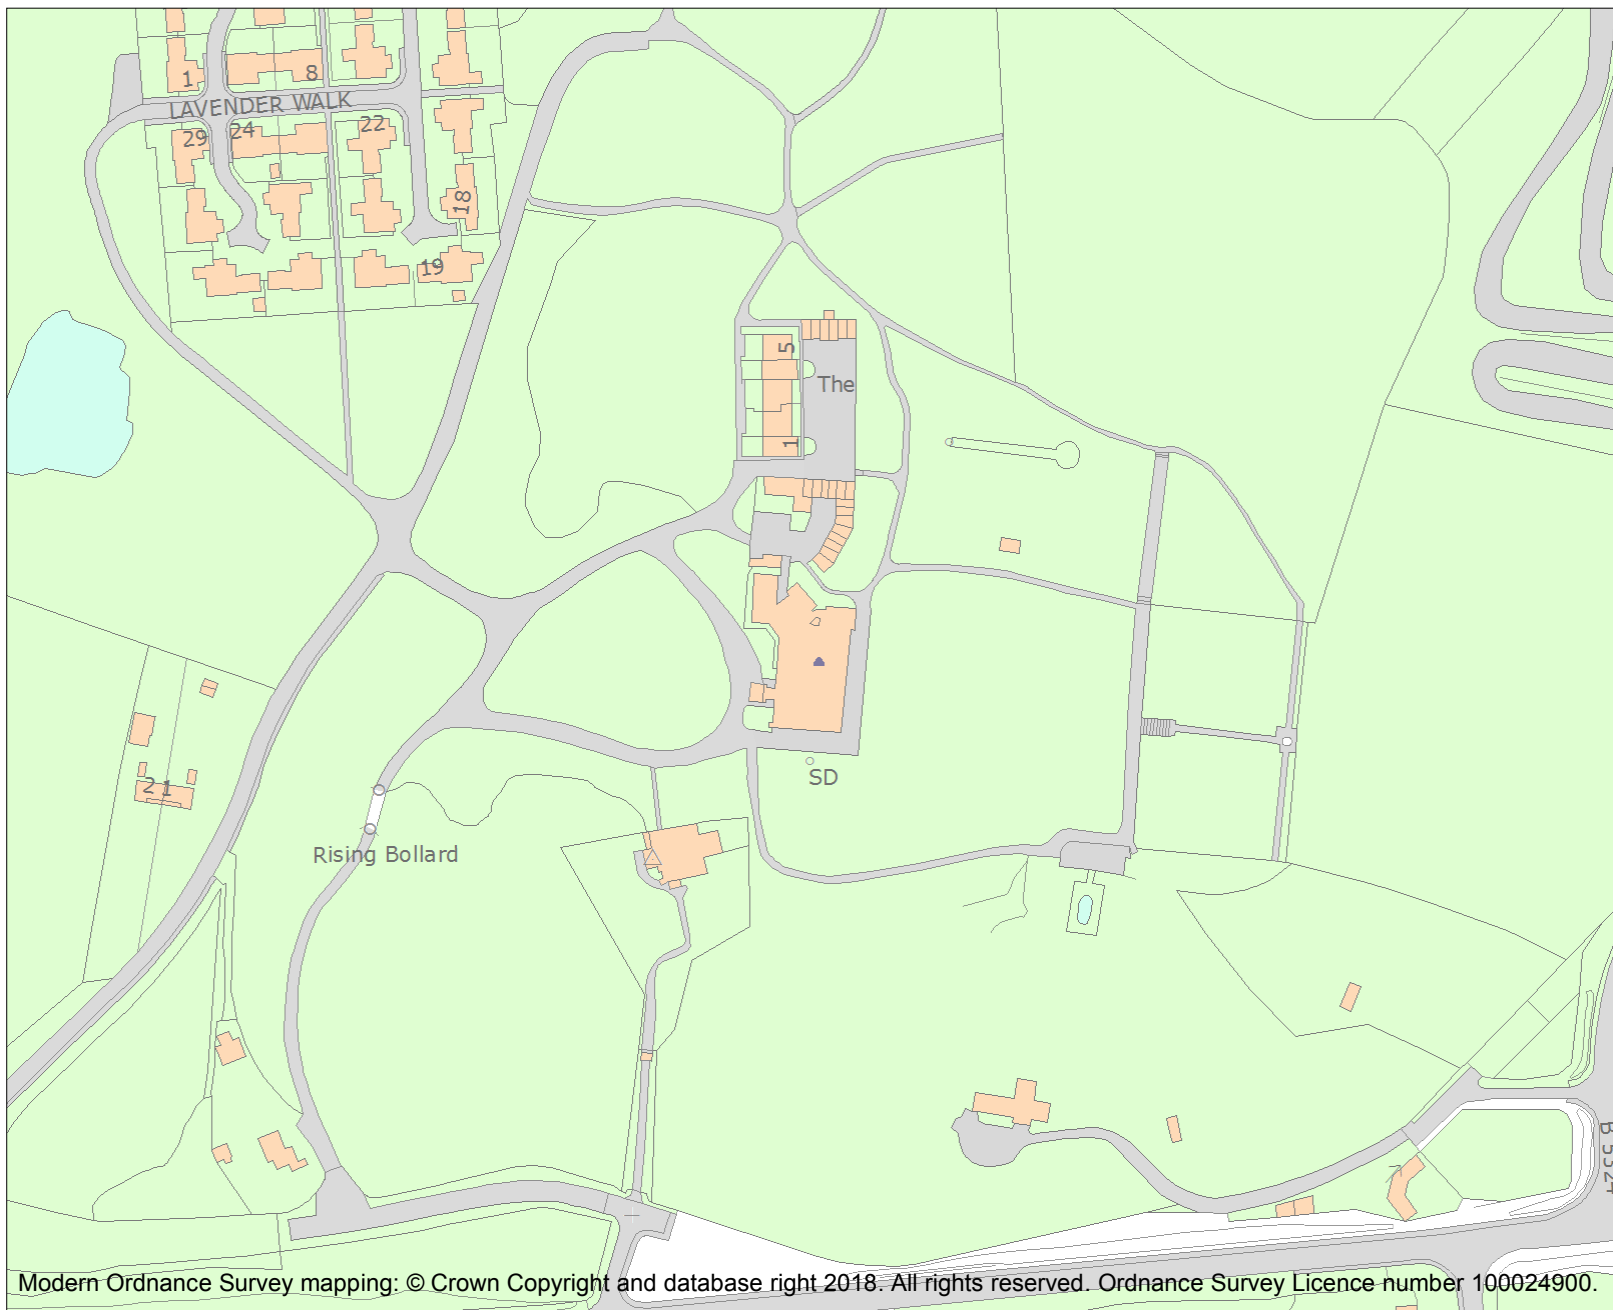 1
8
LAVENDER WALK
29
24
22
18
19
5
The
1
SD
2 1
Rising Bollard
B 5324
Modern Ordnance Survey mapping: © Crown Copyright and database right 2018. All rights reserved. Ordnance Survey Licence number 100024900.